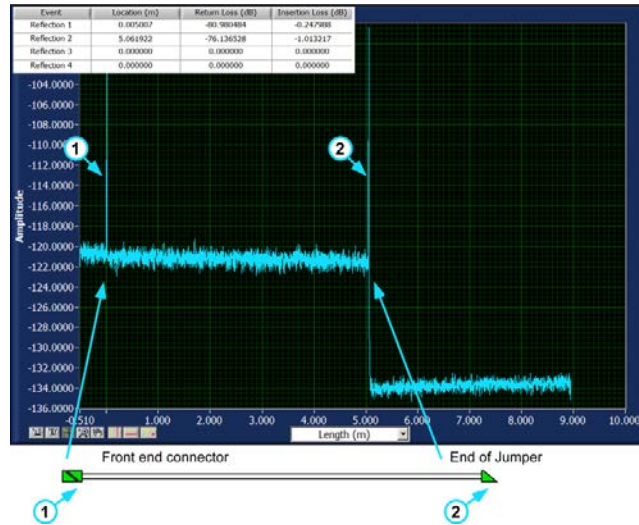 Event Location (m) Return Loss (dB) Insertion Loss (dB)
Reflection 1 0.005007 -80.980484 -0.247988
Reflection 2 5.061922 -76.136528 -1.013217
Reflection 3 0.000000 0.000000 0.000000
Reflection 4 0.000000 0.000000 0.000000
Amplitude
-104.0000
-106.0000
-108.0000
-110.0000
-112.0000
-114.0000
-116.0000
-118.0000
-120.0000
-122.0000
-124.0000
-126.0000
-128.0000
-130.0000
-132.0000
-134.0000
-136.0000
1
2
-0.510 1.000 2.000 3.000 4.000 5.000 6.000 7.000 8.000 9.000 10.000
Length (m)
Front end connector
End of Jumper
1
2